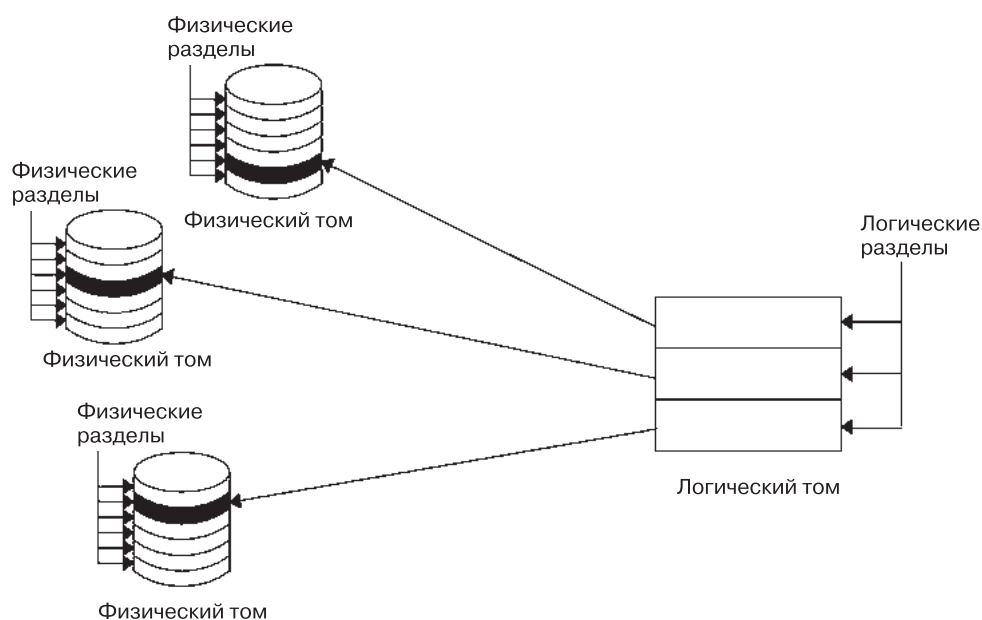 Физические
разделы
Физический том
Физические
разделы
Физический том
Логические
разделы
Физические
разделы
Логический том
Физический том